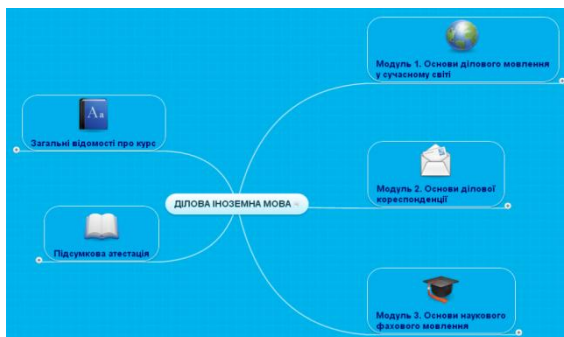 Модуль 1. Основи ділового мовлення
у сучасному світі
Загальні відомості про курс
ДІЛОВА ІНОЗЕМНА МОВА
Модуль 2. Основи ділової
кореспонденції
Підсумкова атестація
Модуль 3. Основи наукового
фахового мовлення